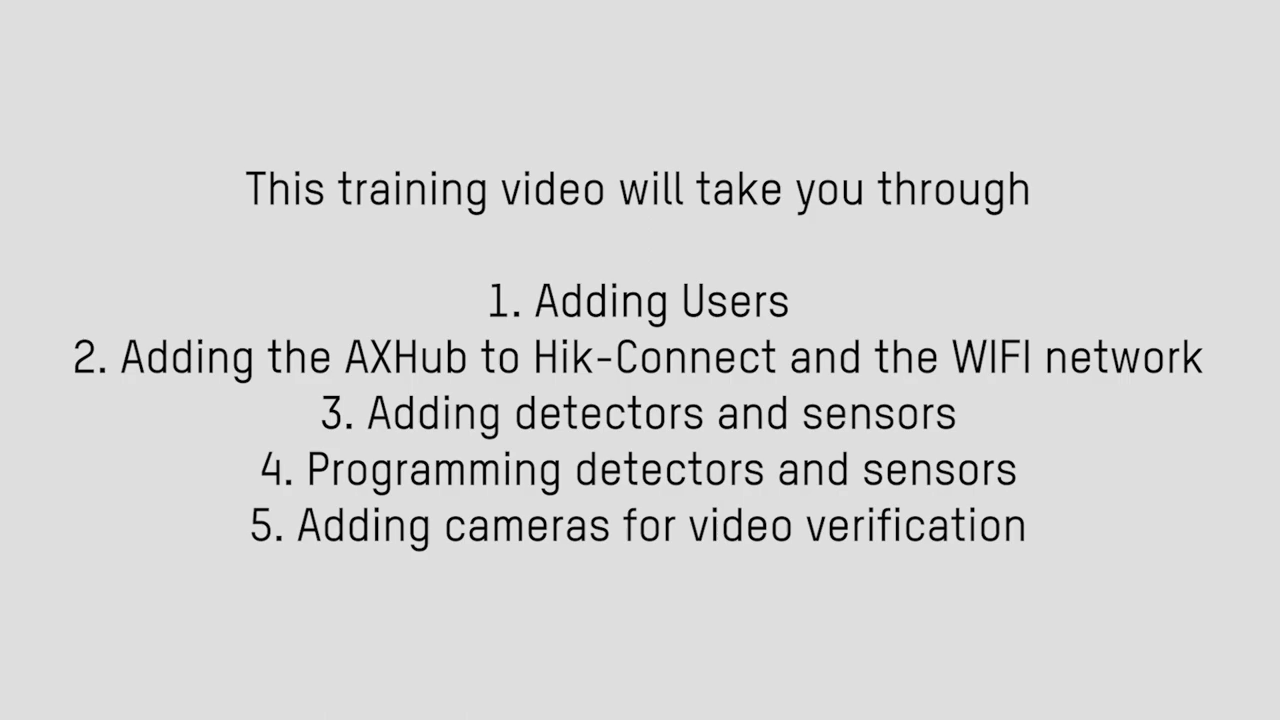 This training video will take you through
1. Adding Users
2. Adding the AXHub to Hik-Connect and the WIFI network
3. Adding detectors and sensors
4. Programming detectors and sensors
5. Adding cameras for video verification